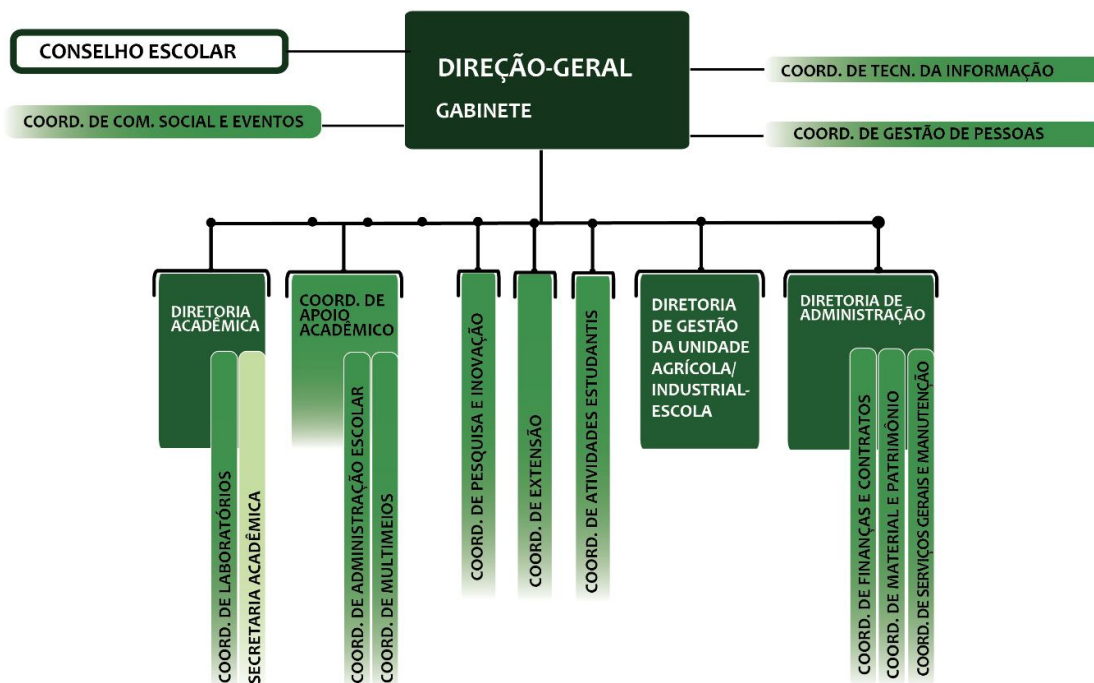 CONSELHO ESCOLAR
COORD. DE COM. SOCIAL E EVENTOS
DIREÇÃO-GERAL
GABINETE
COORD. DE TECN. DA INFORMAÇÃO
COORD. DE GESTÃO DE PESSOAS
DIRETORIA
ACADÊMICA
COORD. DE LABORATÓRIOS
SECRETARIA ACADÊMICA
COORD. DE
APOIO
ACADÊMICO
COORD. DE ADMINISTRAÇÃO ESCOLAR
COORD. DE MULTIMEIOS
COORD. DE PESQUISA E INOVAÇÃO
COORD. DE EXTENSÃO
COORD. DE ATIVIDADES ESTUDANTIS
DIRETORIA
DE GESTÃO
DA UNIDADE
AGRÍCOLA/
INDUSTRIAL-
ESCOLA
DIRETORIA DE
ADMINISTRAÇÃO
COORD. DE FINANÇAS E CONTRATOS
COORD. DE MATERIAL E PATRIMÔNIO
COORD. DE SERVIÇOS GERAIS E MANUTENÇÃO